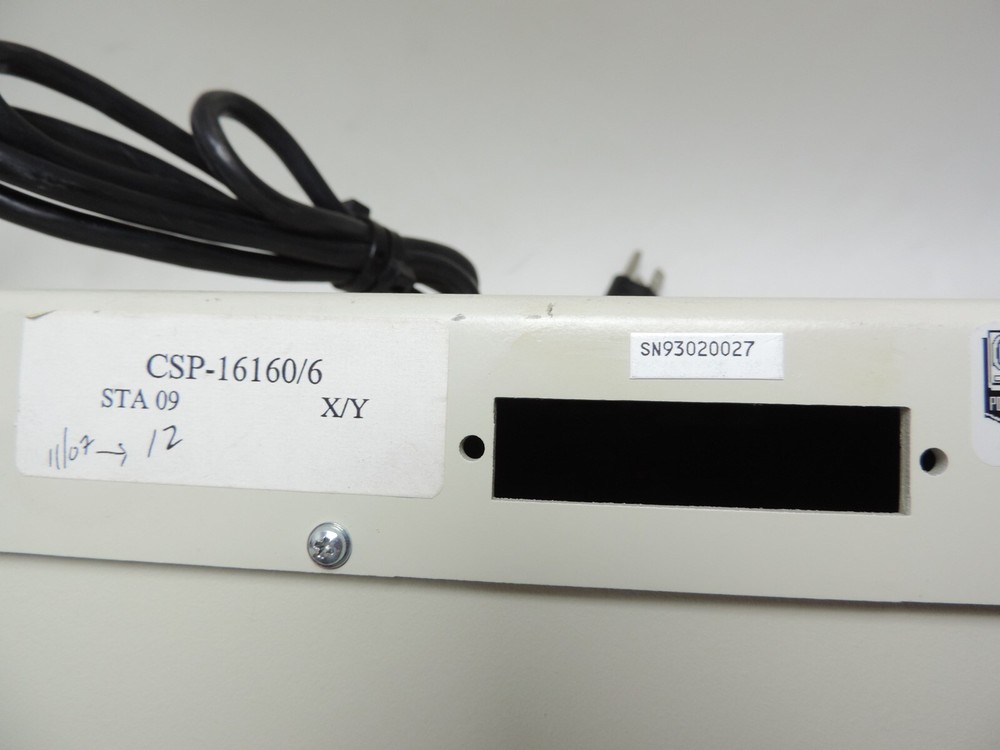 CSP-16160/6
STA 09 X/Y
11/07 → 12
SN93020027